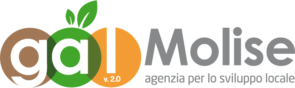 gal Molise
v. 2.0
agenzia per lo sviluppo locale